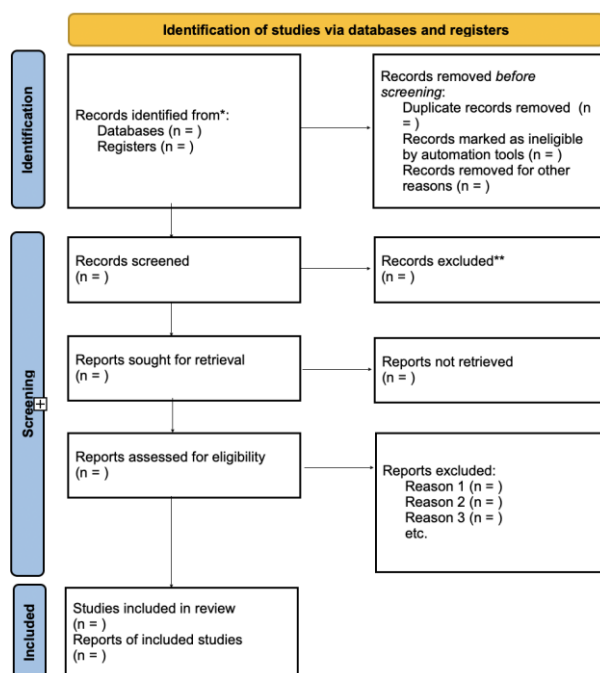 Identification of studies via databases and registers
Identification
Records identified from*:
Databases (n = )
Registers (n = )
Records removed before
screening:
Duplicate records removed (n
= )
Records marked as ineligible
by automation tools (n = )
Records removed for other
reasons (n = )
Screening
Records screened
(n = )
Records excluded**
(n = )
Reports sought for retrieval
(n = )
Reports not retrieved
(n = )
Reports assessed for eligibility
(n = )
Reports excluded:
Reason 1 (n = )
Reason 2 (n = )
Reason 3 (n = )
etc.
Included
Studies included in review
(n = )
Reports of included studies
(n = )